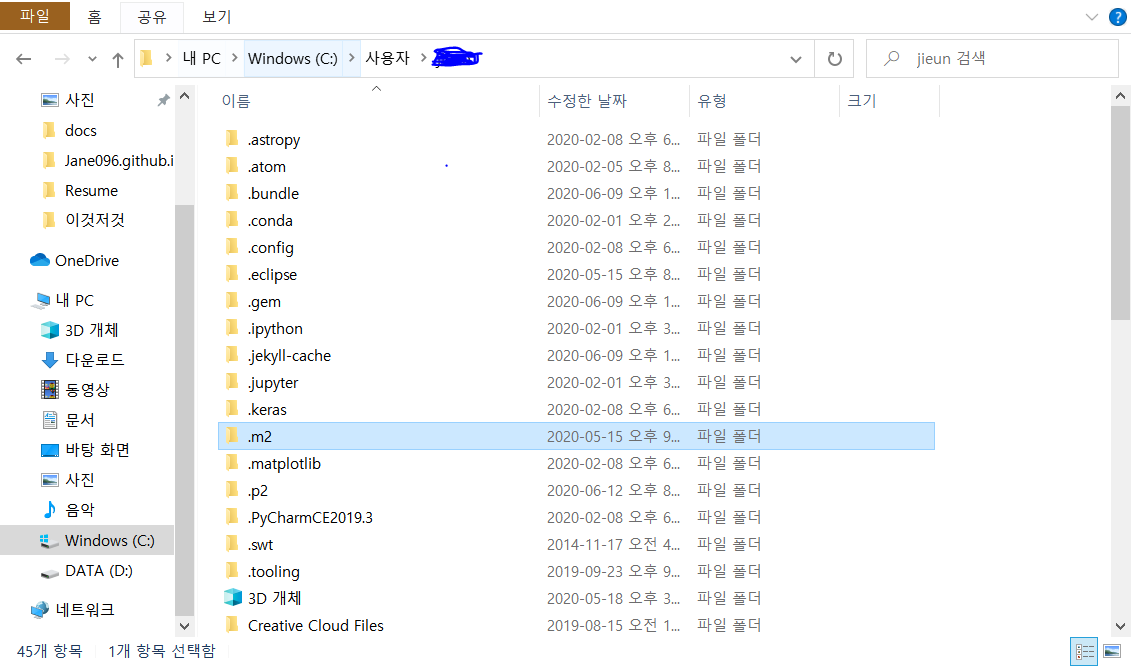 파일 홈 공유 보기
내 PC Windows (C:) 사용자
jieun 검색
사진
docs
Jane096.github.i
Resume
이것저것
OneDrive
내 PC
3D 개체
다운로드
동영상
문서
바탕 화면
사진
음악
Windows (C:)
DATA (D:)
네트워크
이름 수정한 날짜 유형 크기
.astropy 2020-02-08 오후 6... 파일 폴더
.atom 2020-02-05 오후 8... 파일 폴더
.bundle 2020-06-09 오후 1... 파일 폴더
.conda 2020-02-01 오후 2... 파일 폴더
.config 2020-02-08 오후 6... 파일 폴더
.eclipse 2020-05-15 오후 8... 파일 폴더
.gem 2020-06-09 오후 1... 파일 폴더
.ipython 2020-02-01 오후 3... 파일 폴더
.jekyll-cache 2020-06-09 오후 1... 파일 폴더
.jupyter 2020-02-01 오후 3... 파일 폴더
.keras 2020-02-08 오후 6... 파일 폴더
.m2 2020-05-15 오후 9... 파일 폴더
.matplotlib 2020-02-08 오후 6... 파일 폴더
.p2 2020-06-12 오후 8... 파일 폴더
.PyCharmCE2019.3 2020-02-08 오후 6... 파일 폴더
.swt 2014-11-17 오전 4... 파일 폴더
.tooling 2019-09-23 오후 9... 파일 폴더
3D 개체 2020-05-18 오후 3... 파일 폴더
Creative Cloud Files 2019-08-15 오전 1... 파일 폴더
45개 항목 1개 항목 선택함